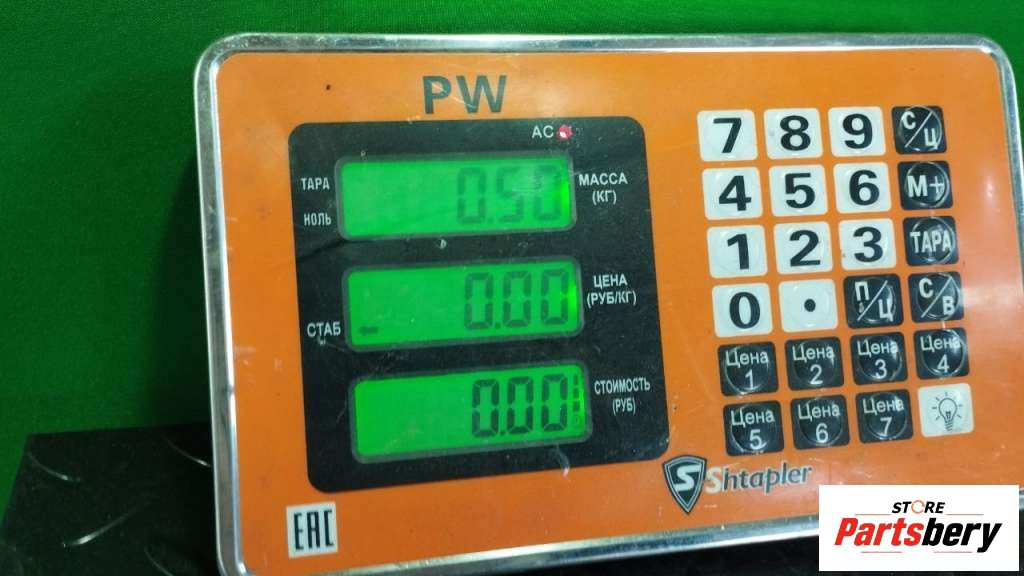 PW
AC
ТАРА
НОЛЬ
0.50
МАССА
(КГ)
СТАБ
0.00
ЦЕНА
(РУБ/КГ)
0.00
СТОИМОСТЬ
(РУБ)
7 8 9 С/Ц
4 5 6 М+
1 2 3 ТАРА
0 . П/Ц С/В
Цена 1 Цена 2 Цена 3 Цена 4
Цена 5 Цена 6 Цена 7
S Shtapler
EAC
STORE
Partsbery